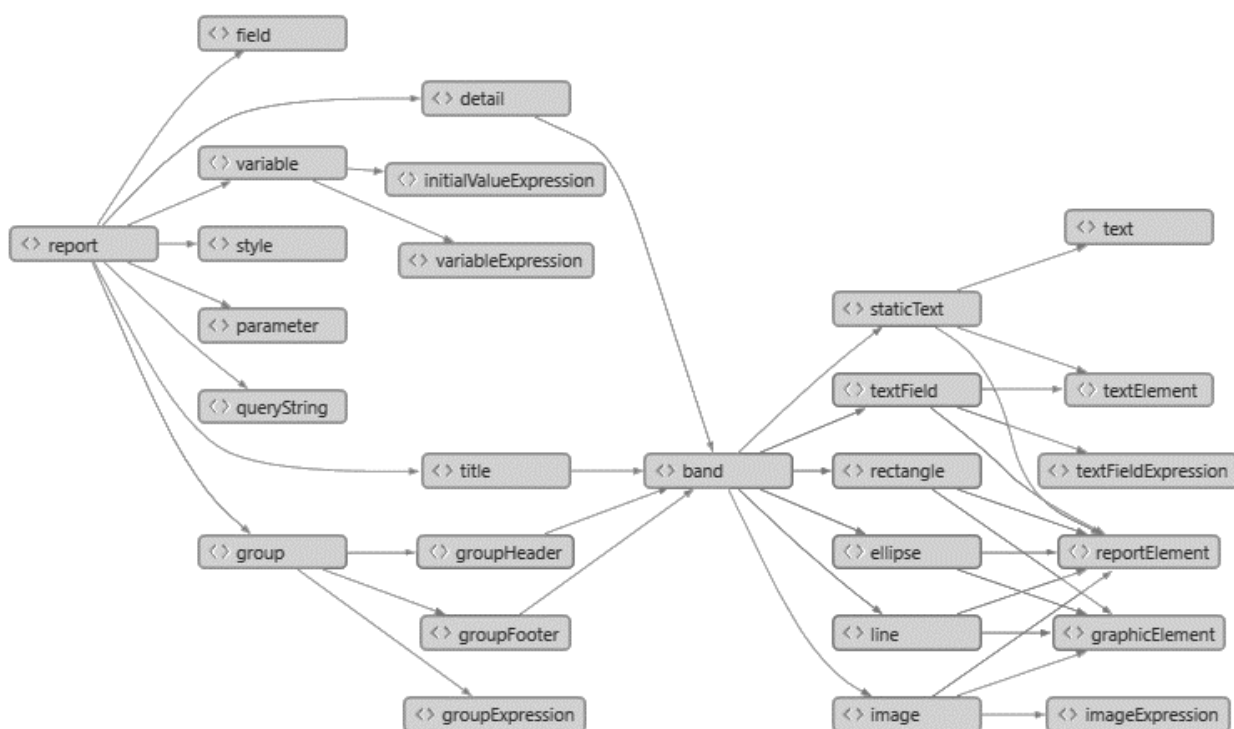 <> field
<> detail
<> variable
<> initialValueExpression
<> report
<> style
<> variableExpression
<> text
<> parameter
<> staticText
<> queryString
<> textField
<> textElement
<> title
<> band
<> rectangle
<> textFieldExpression
<> group
<> groupHeader
<> ellipse
<> reportElement
<> groupFooter
<> line
<> graphicElement
<> groupExpression
<> image
<> imageExpression